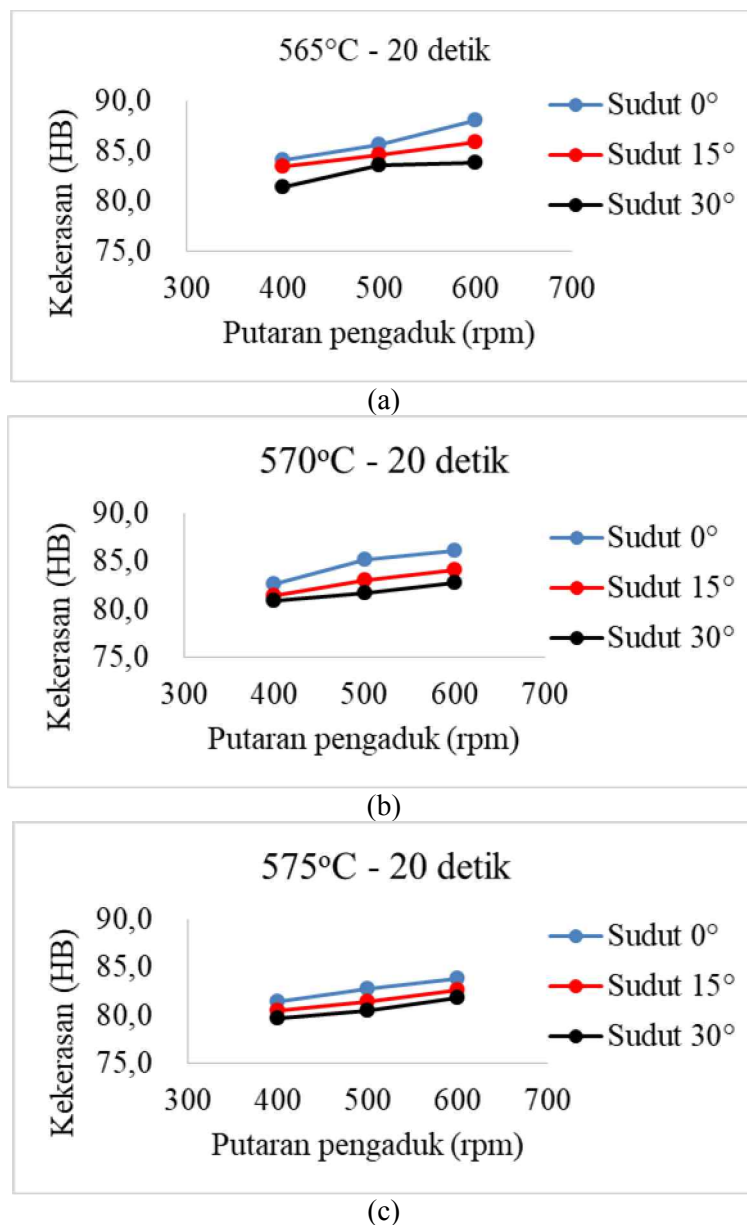 565°C - 20 detik
90,0
85,0
80,0
75,0
Kekerasan (HB)
300 400 500 600 700
Putaran pengaduk (rpm)
Sudut 0°
Sudut 15°
Sudut 30°
(a)
570°C - 20 detik
90,0
85,0
80,0
75,0
Kekerasan (HB)
300 400 500 600 700
Putaran pengaduk (rpm)
Sudut 0°
Sudut 15°
Sudut 30°
(b)
575°C - 20 detik
90,0
85,0
80,0
75,0
Kekerasan (HB)
300 400 500 600 700
Putaran pengaduk (rpm)
Sudut 0°
Sudut 15°
Sudut 30°
(c)